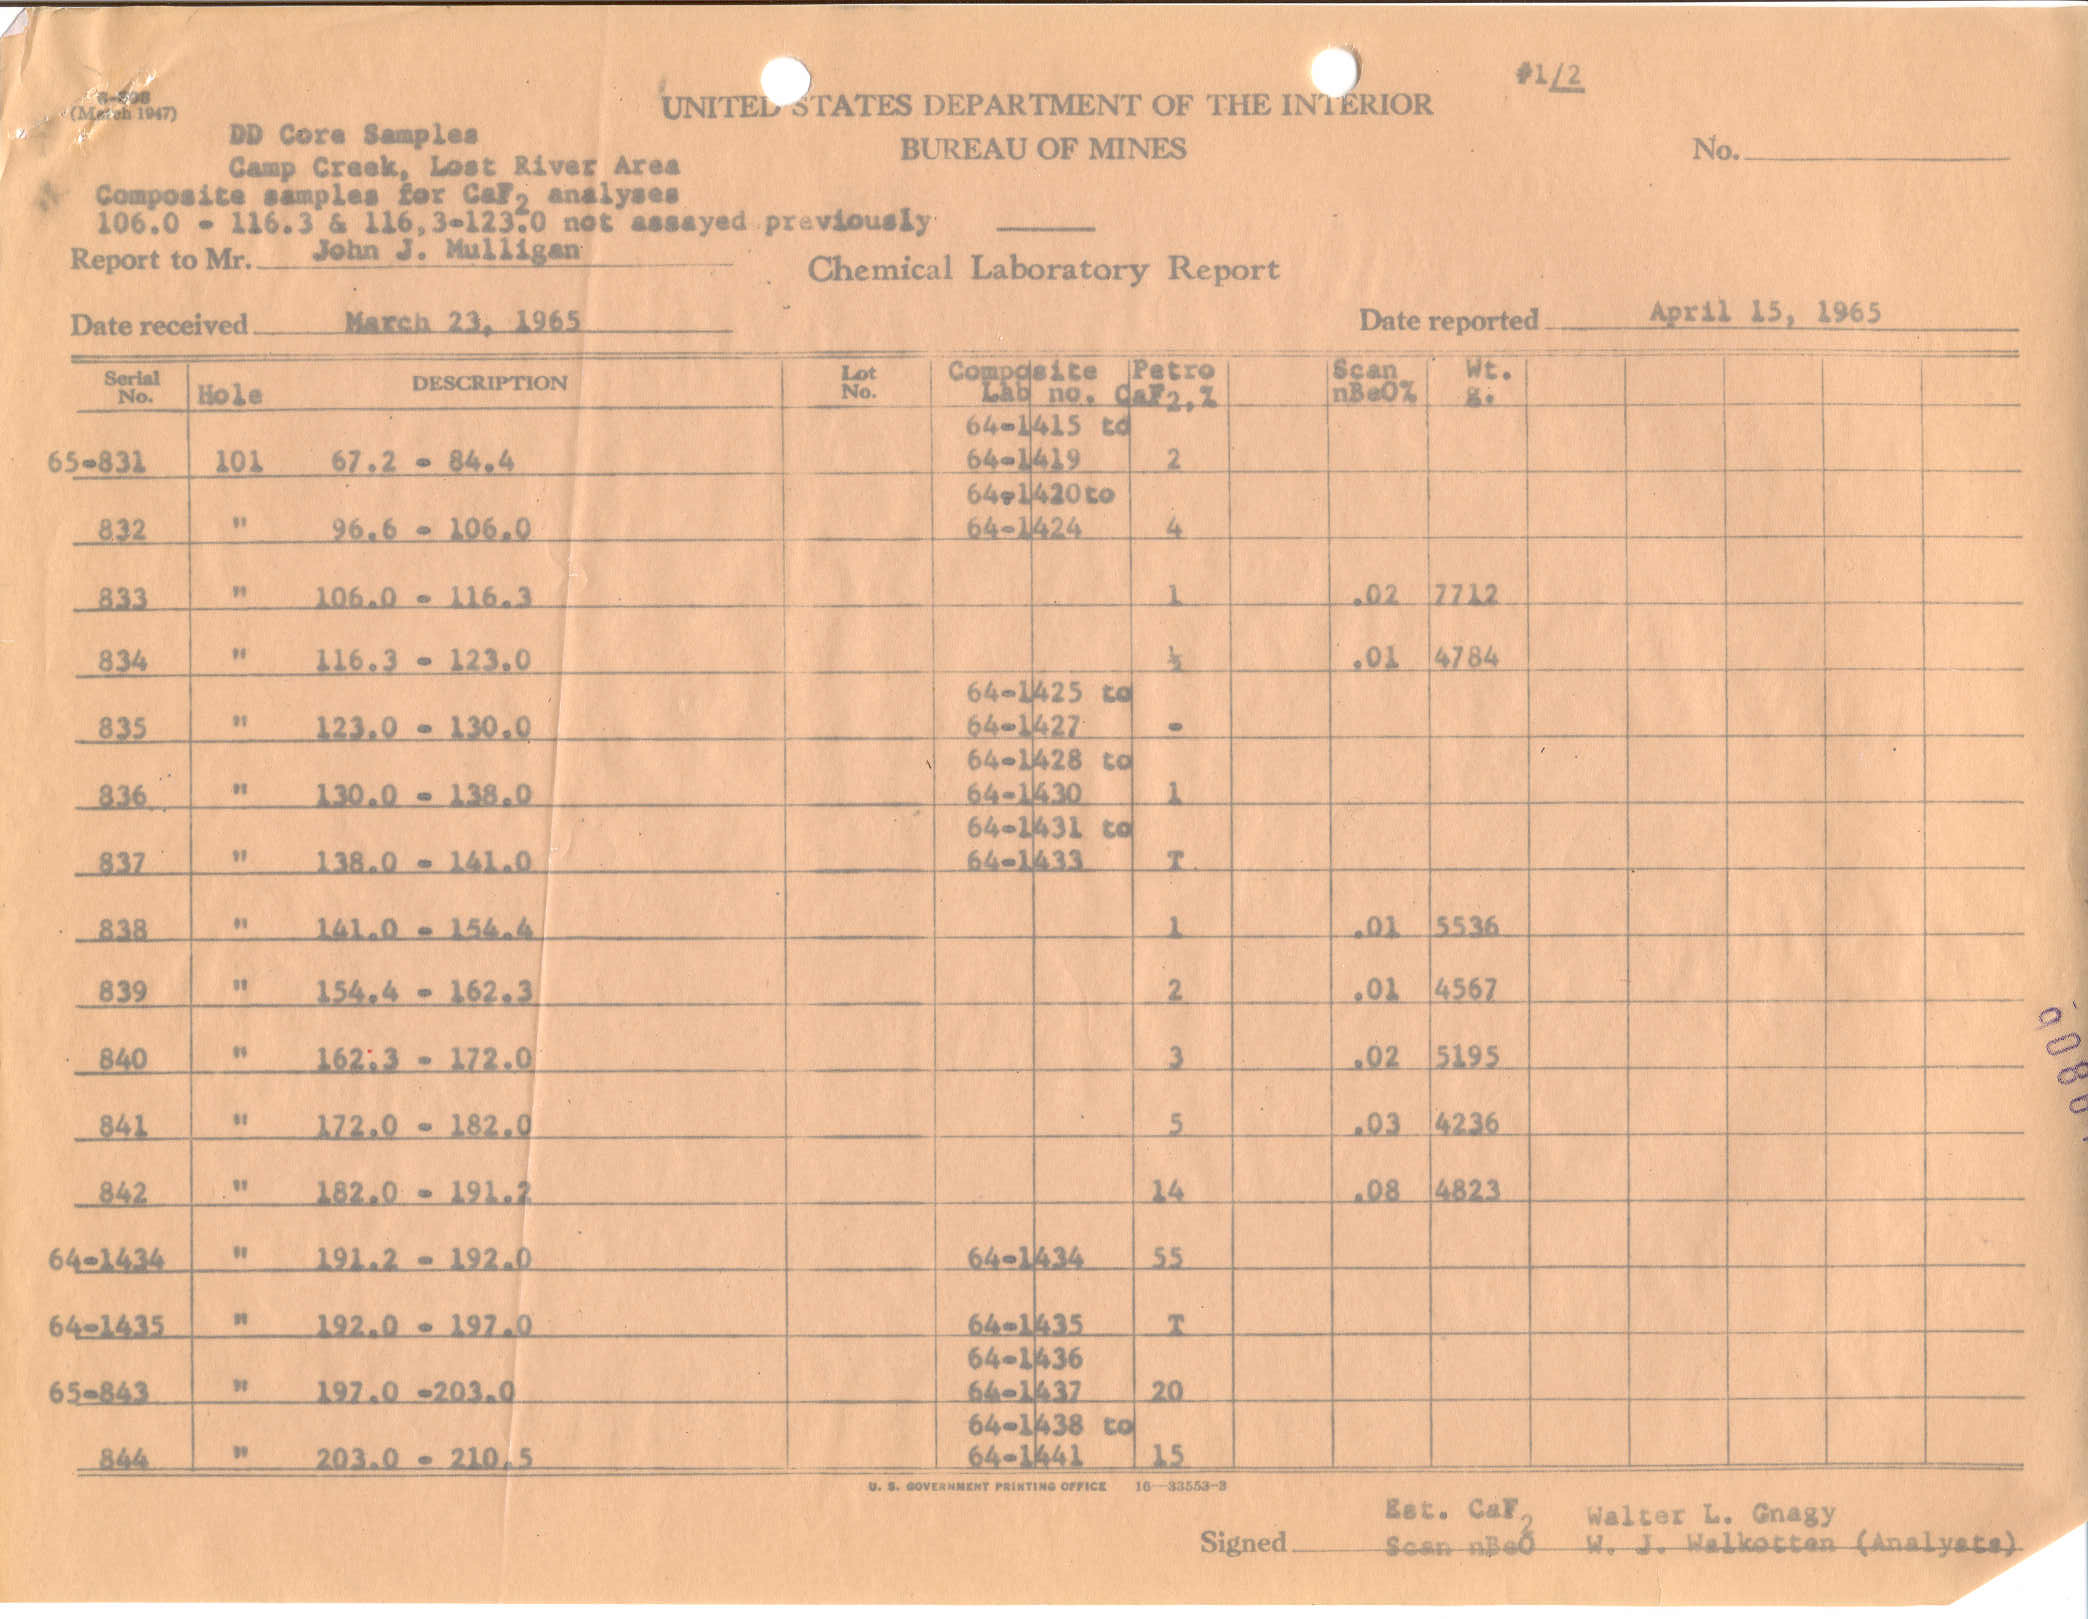 #1/2
(March 1947)
UNITED STATES DEPARTMENT OF THE INTERIOR
BUREAU OF MINES
No.
DD Core Samples
Camp Creek, Lost River Area
Composite samples for CaF2 analyses
106.0 - 116.3 & 116,3-123.0 not assayed previously
Report to Mr. John J. Mulligan
Chemical Laboratory Report
Date received March 23, 1965
Date reported April 15, 1965
Serial No. Hole DESCRIPTION Lot No. Composite Lab no. Petro CaF2,% Scan nBeO% Wt. g.
64-1415 to
65-831 101 67.2 - 84.4 64-1419 2
64-1420to
832 " 96.6 - 106.0 64-1424 4
833 " 106.0 - 116.3 1 .02 7712
834 " 116.3 - 123.0 ½ .01 4784
64-1425 to
835 " 123.0 - 130.0 64-1427 -
64-1428 to
836 " 130.0 - 138.0 64-1430 1
64-1431 to
837 " 138.0 - 141.0 64-1433 T
838 " 141.0 - 154.4 1 .01 5536
839 " 154.4 - 162.3 2 .01 4567
840 " 162.3 - 172.0 3 .02 5195
841 " 172.0 - 182.0 5 .03 4236
842 " 182.0 - 191.2 14 .08 4823
64-1434 " 191.2 - 192.0 64-1434 55
64-1435 " 192.0 - 197.0 64-1435 T
64-1436
65-843 " 197.0 -203.0 64-1437 20
64-1438 to
844 " 203.0 - 210.5 64-1441 15
U. S. GOVERNMENT PRINTING OFFICE 16—33553-3
Est. CaF2 Walter L. Gnagy
Signed Scan nBeO W. J. Walkotten (Analysts)